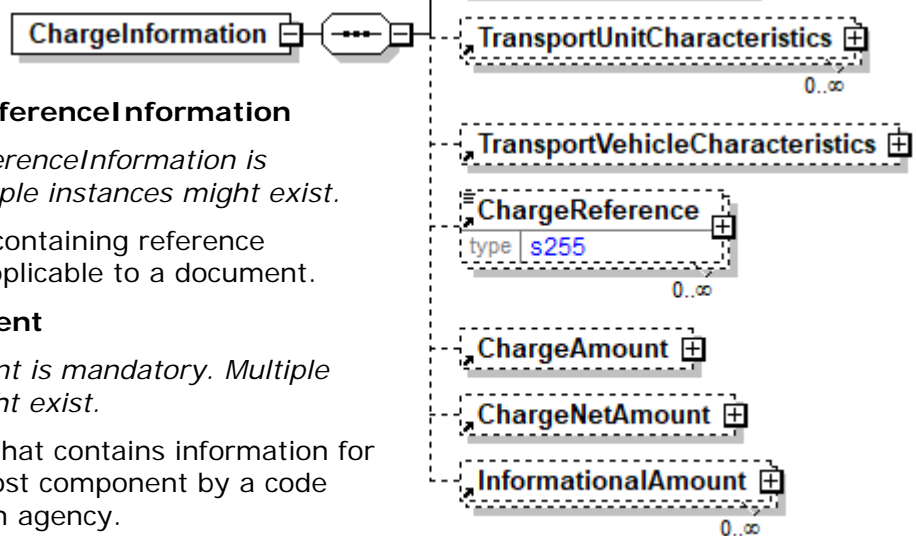 ChargeInformation
TransportUnitCharacteristics
0..∞
TransportVehicleCharacteristics
ChargeReference
type s255
0..∞
ChargeAmount
ChargeNetAmount
InformationalAmount
0..∞
ferenceInformation
erenceInformation is
ple instances might exist.
containing reference
plicable to a document.
ent
nt is mandatory. Multiple
ht exist.
hat contains information for
ost component by a code
n agency.